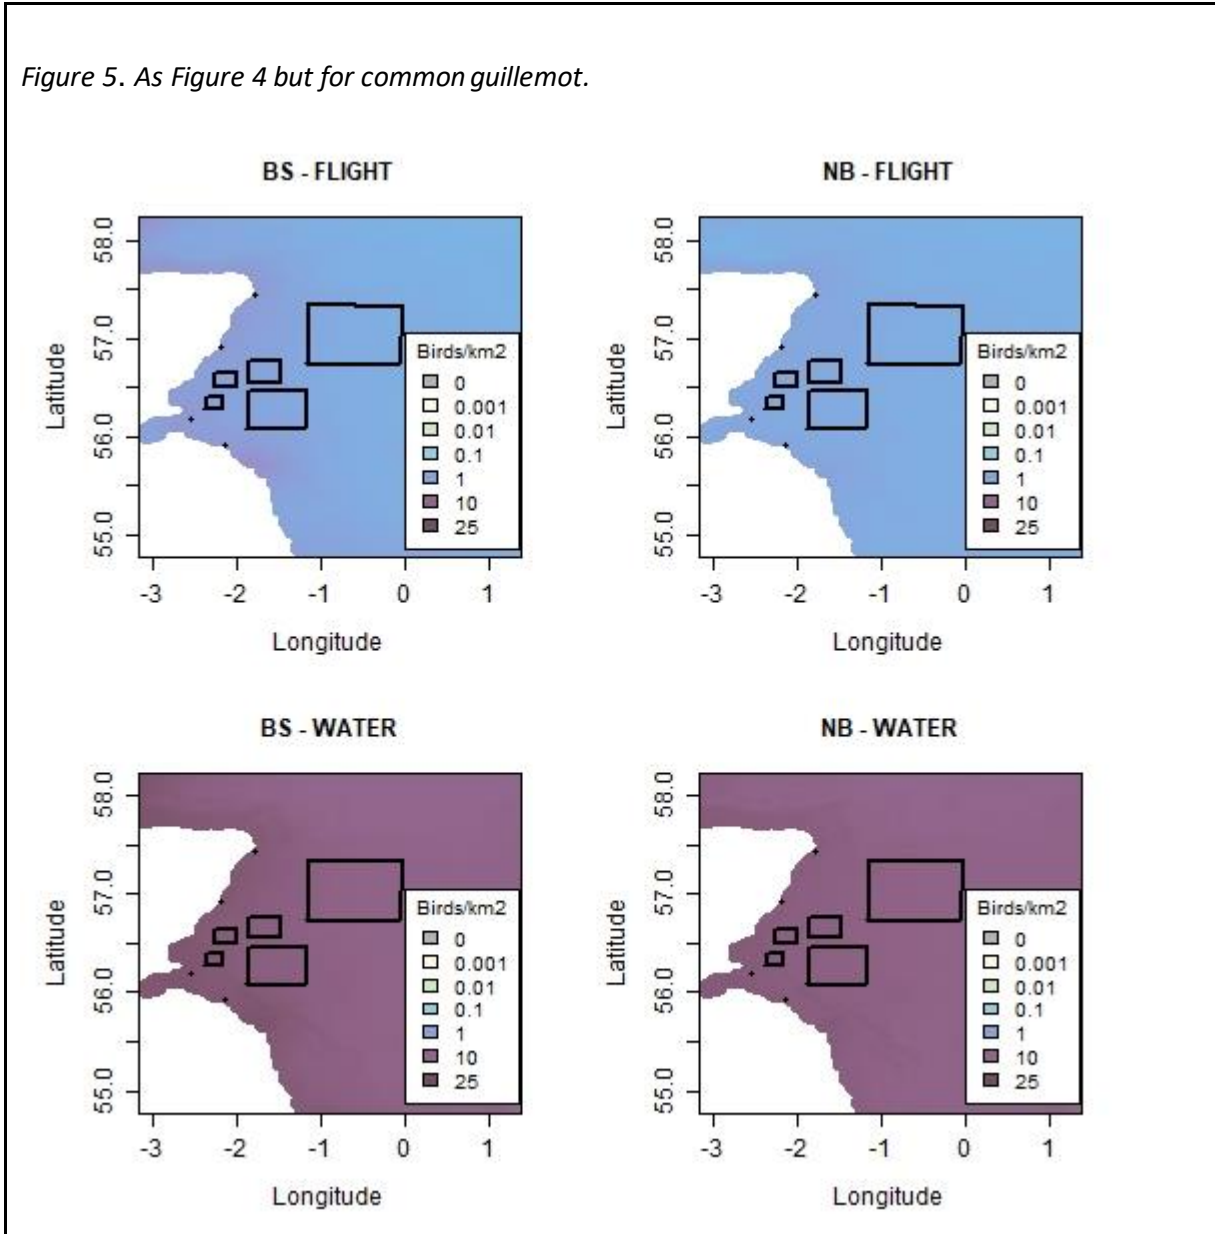 Figure 5. As Figure 4 but for common guillemot.
BS - FLIGHT
58.0
57.0
56.0
55.0
Latitude
Birds/km2
0
0.001
0.01
0.1
1
10
25
-3 -2 -1 0 1
Longitude
NB - FLIGHT
58.0
57.0
56.0
55.0
Latitude
Birds/km2
0
0.001
0.01
0.1
1
10
25
-3 -2 -1 0 1
Longitude
BS - WATER
58.0
57.0
56.0
55.0
Latitude
Birds/km2
0
0.001
0.01
0.1
1
10
25
-3 -2 -1 0 1
Longitude
NB - WATER
58.0
57.0
56.0
55.0
Latitude
Birds/km2
0
0.001
0.01
0.1
1
10
25
-3 -2 -1 0 1
Longitude